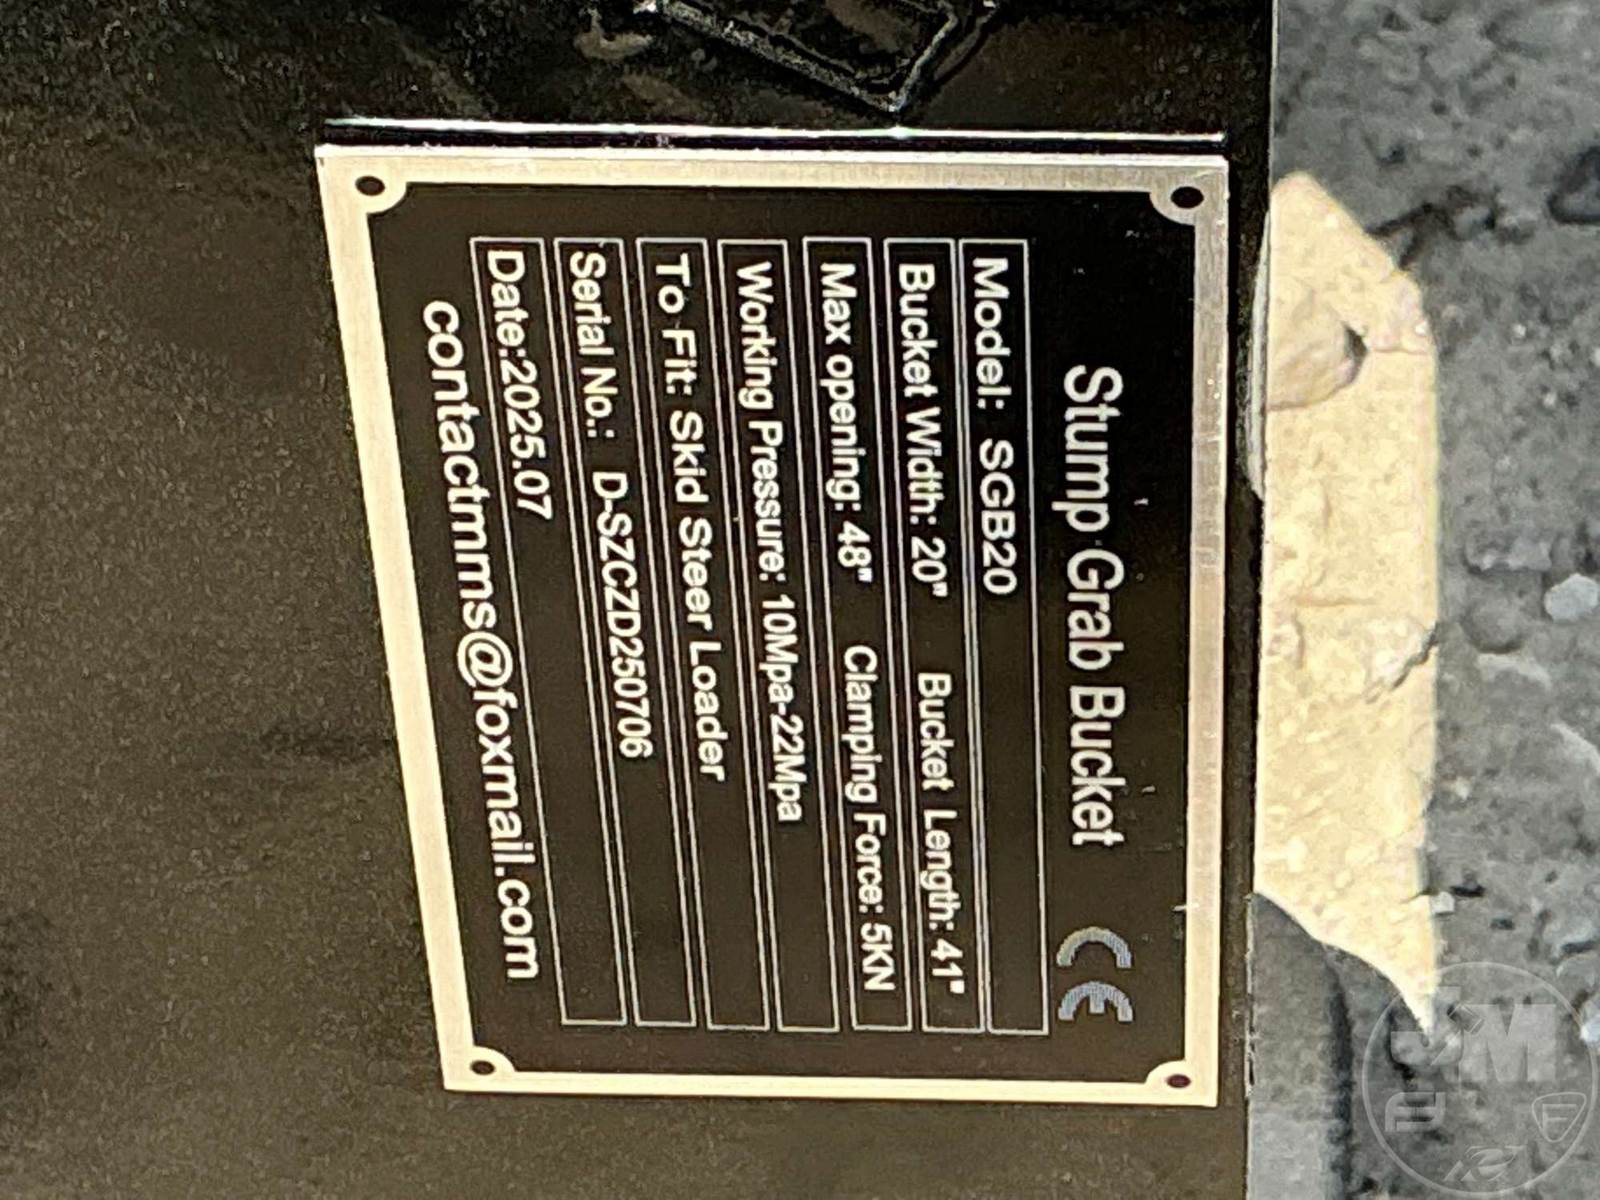 Stump Grab Bucket CE
Model: SGB20
Bucket Width: 20" Bucket Length: 41"
Max opening: 48" Clamping Force: 5KN
Working Pressure: 10Mpa-22Mpa
To Fit: Skid Steer Loader
Serial No.: D-SZCZD250706
Date:2025.07
contactmms@foxmail.com
JM